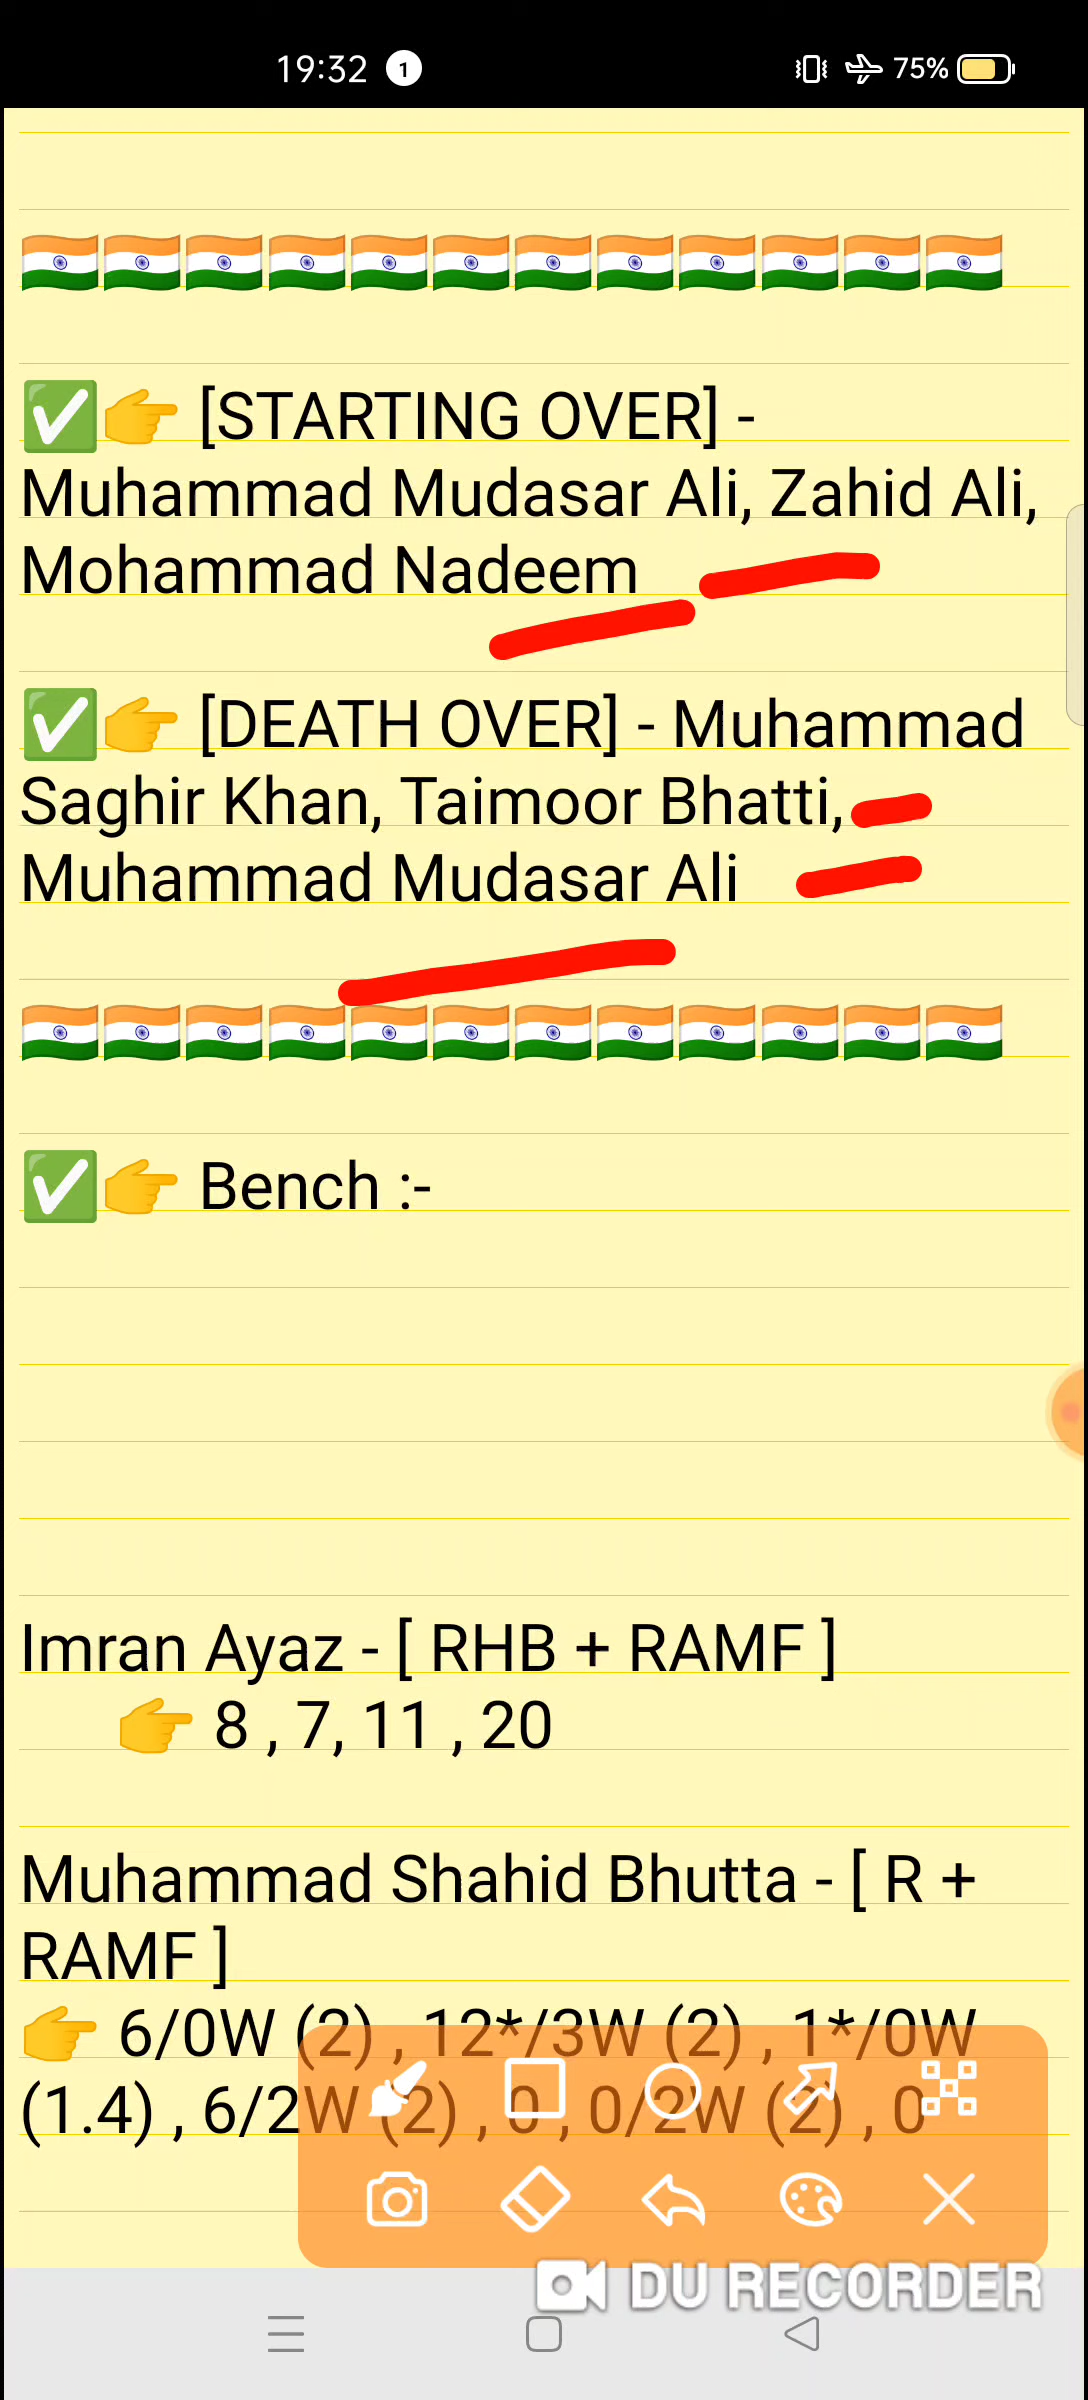 19:32 1 75%
🇮🇳🇮🇳🇮🇳🇮🇳🇮🇳🇮🇳🇮🇳🇮🇳🇮🇳🇮🇳🇮🇳🇮🇳
✅👉 [STARTING OVER] -
Muhammad Mudasar Ali, Zahid Ali,
Mohammad Nadeem
✅👉 [DEATH OVER] - Muhammad
Saghir Khan, Taimoor Bhatti,
Muhammad Mudasar Ali
🇮🇳🇮🇳🇮🇳🇮🇳🇮🇳🇮🇳🇮🇳🇮🇳🇮🇳🇮🇳🇮🇳🇮🇳
✅👉 Bench :-
Imran Ayaz - [ RHB + RAMF ]
👉 8 , 7, 11 , 20
Muhammad Shahid Bhutta - [ R +
RAMF ]
👉 6/0W (2) , 12*/3W (2) , 1*/0W
(1.4) , 6/2W (2) , 0 , 0/2W (2) , 0
DU RECORDER